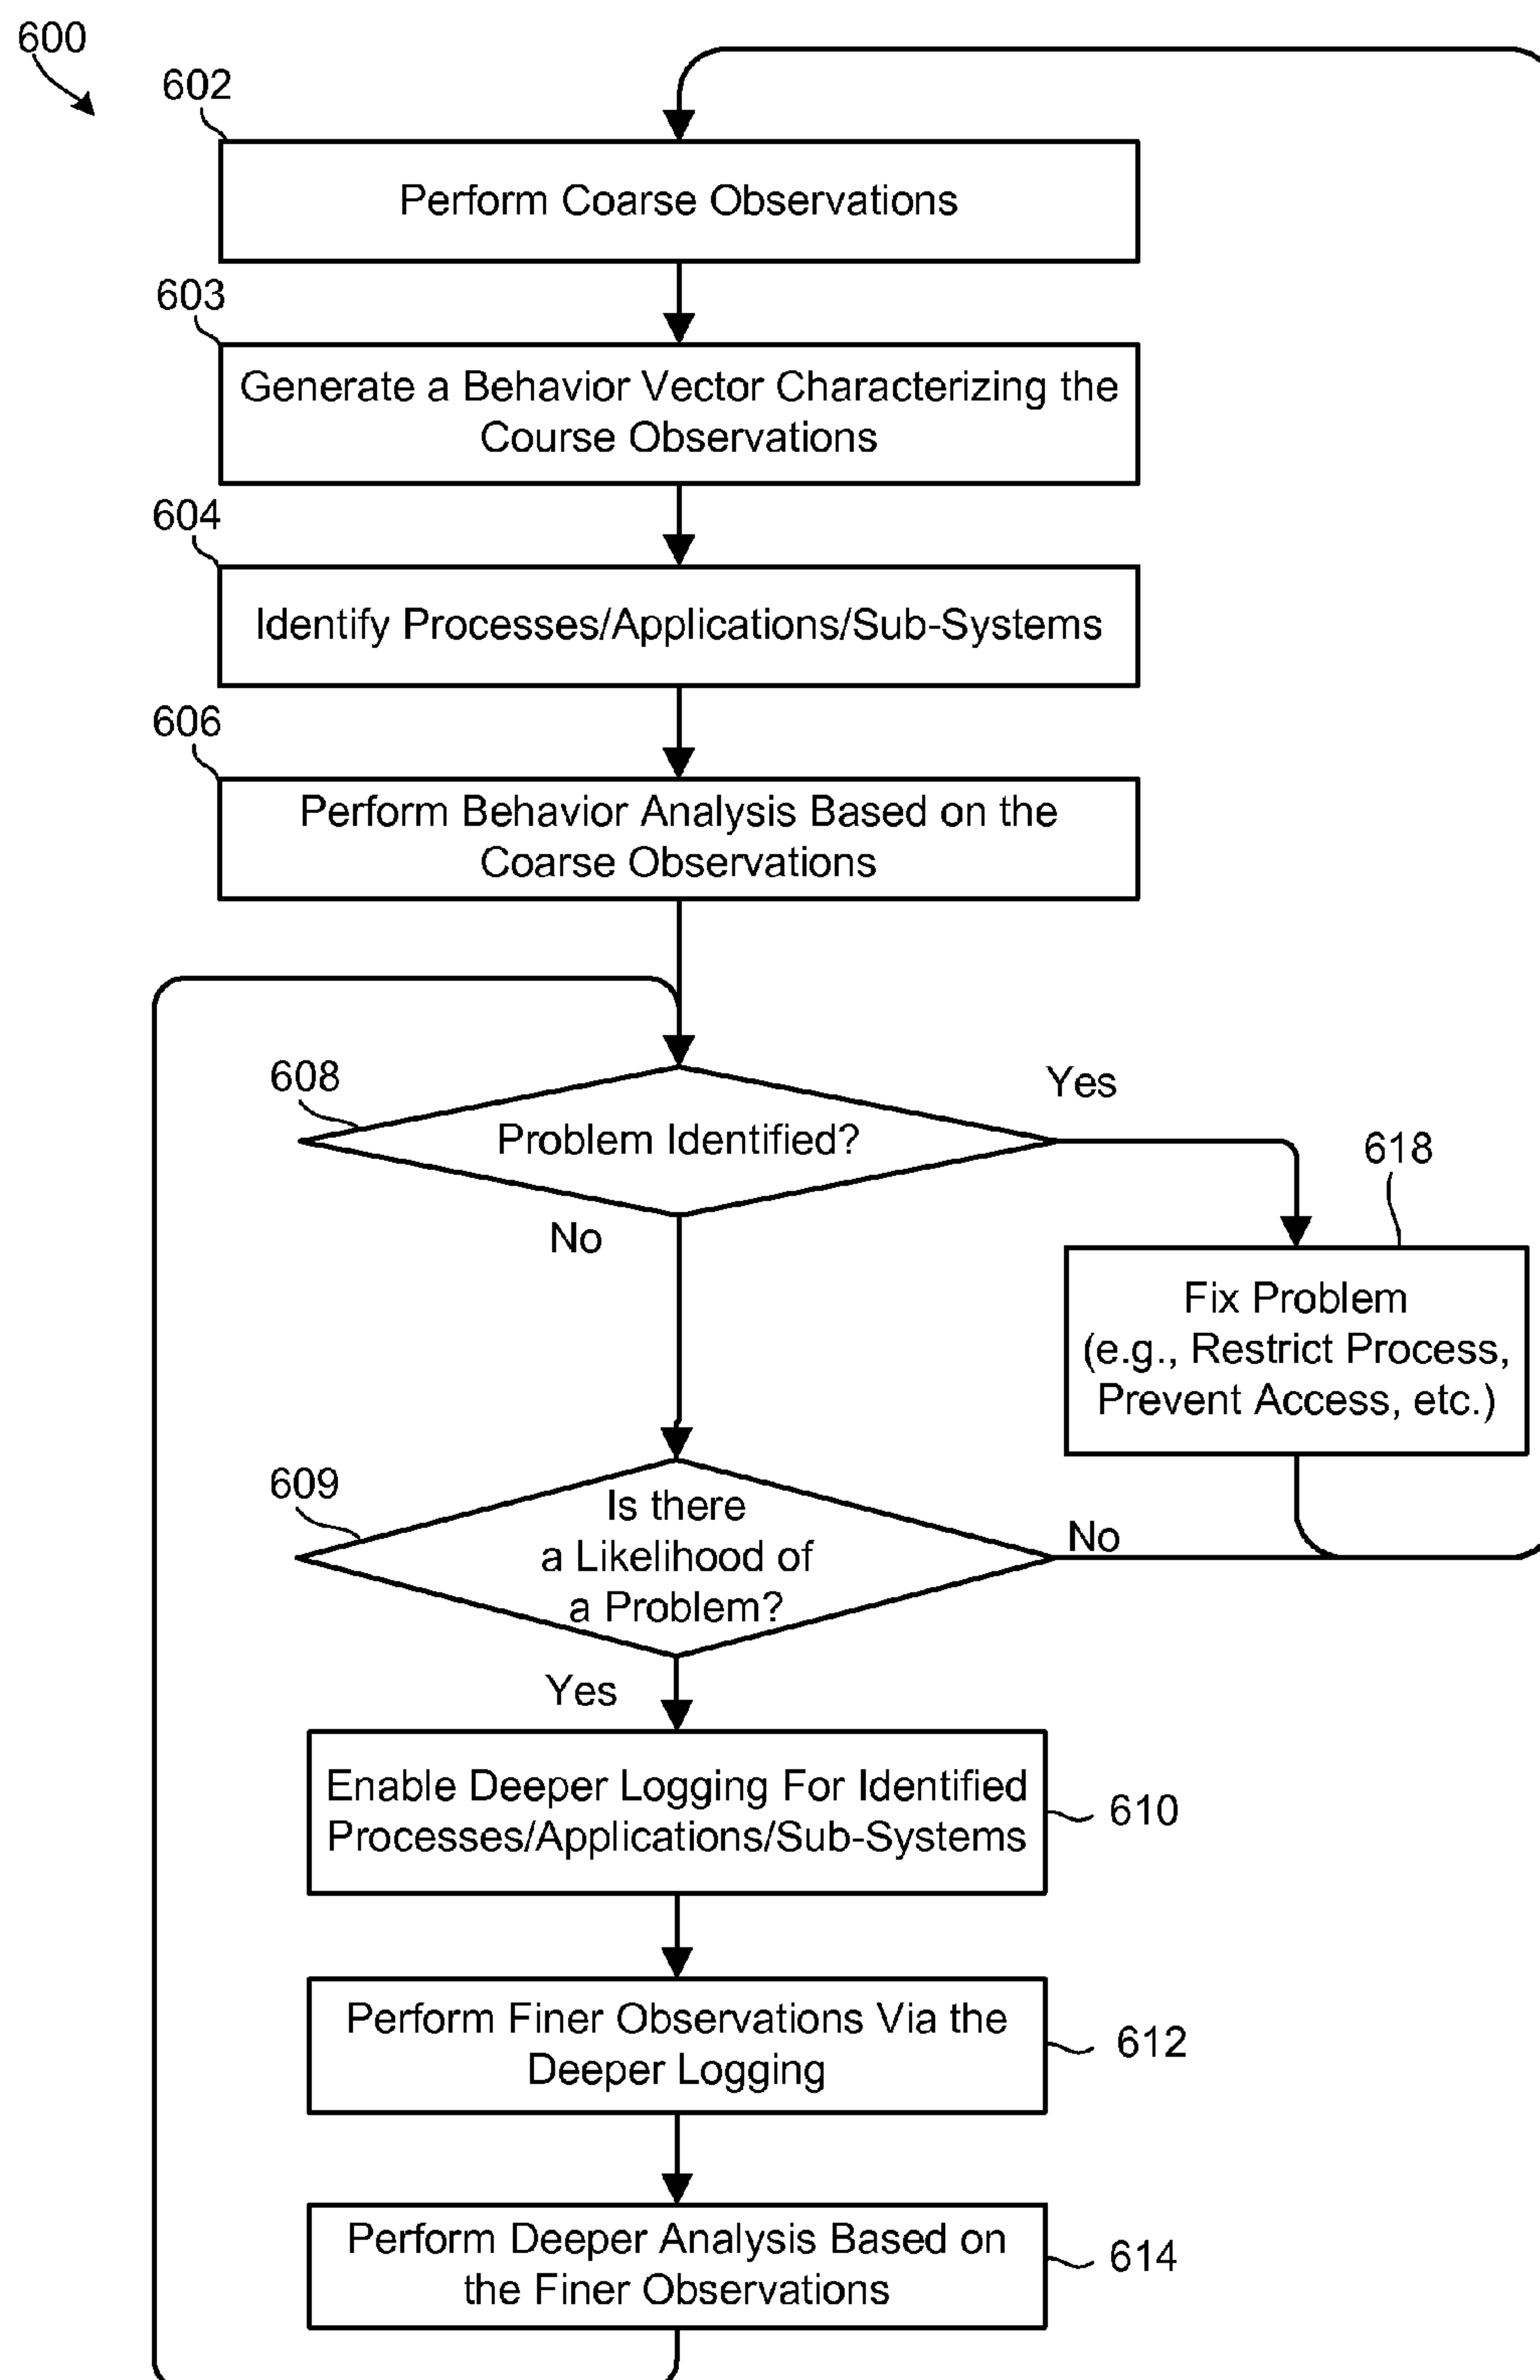 600
602
Perform Coarse Observations
603
Generate a Behavior Vector Characterizing the
Course Observations
604
Identify Processes/Applications/Sub-Systems
606
Perform Behavior Analysis Based on the
Coarse Observations
608
Problem Identified?
Yes
No
618
Fix Problem
(e.g., Restrict Process,
Prevent Access, etc.)
609
Is there
a Likelihood of
a Problem?
No
Yes
Enable Deeper Logging For Identified
Processes/Applications/Sub-Systems
610
Perform Finer Observations Via the
Deeper Logging
612
Perform Deeper Analysis Based on
the Finer Observations
614